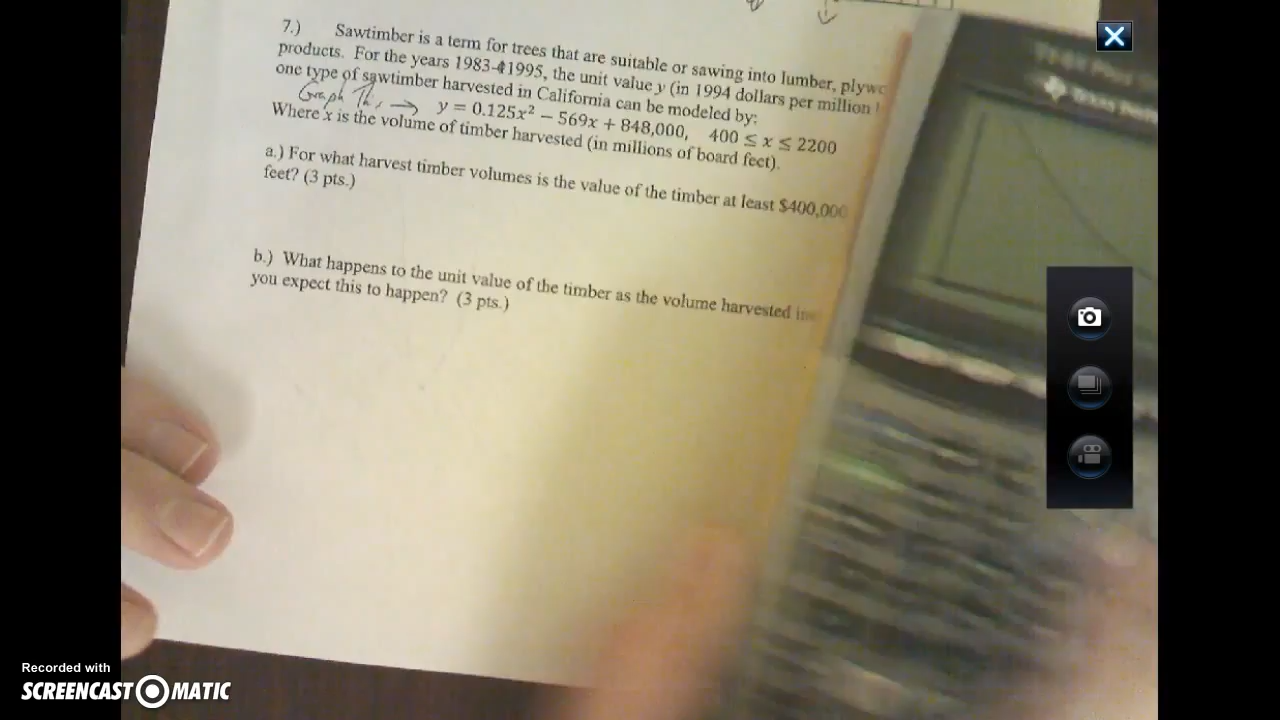 7.) Sawtimber is a term for trees that are suitable or sawing into lumber, plywo
products. For the years 1983-1995, the unit value y (in 1994 dollars per million
one type of sawtimber harvested in California can be modeled by:
Graph This → y = 0.125x² − 569x + 848,000, 400 ≤ x ≤ 2200
Where x is the volume of timber harvested (in millions of board feet).
a.) For what harvest timber volumes is the value of the timber at least $400,000
feet? (3 pts.)
b.) What happens to the unit value of the timber as the volume harvested in
you expect this to happen? (3 pts.)
Recorded with
SCREENCAST O MATIC